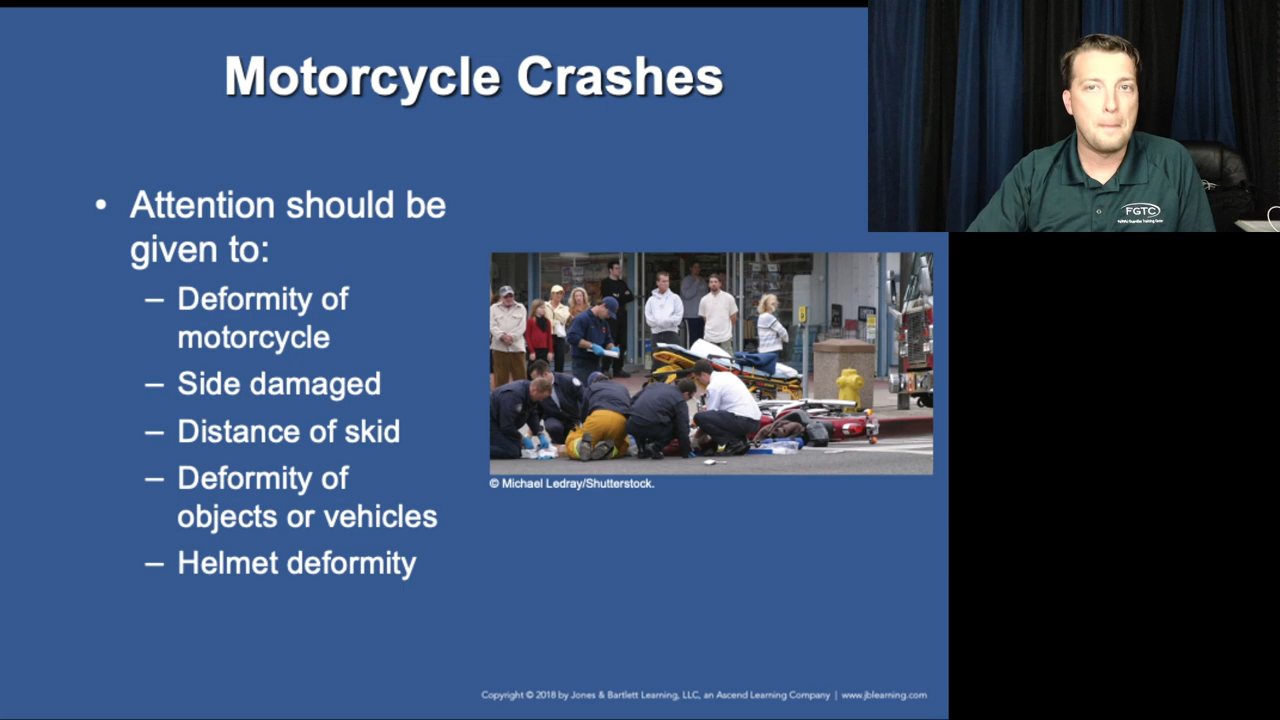 Motorcycle Crashes
• Attention should be
given to:
– Deformity of
motorcycle
– Side damaged
– Distance of skid
– Deformity of
objects or vehicles
– Helmet deformity
© Michael Ledray/Shutterstock.
Copyright © 2018 by Jones & Bartlett Learning, LLC, an Ascend Learning Company | www.jblearning.com
FGTC